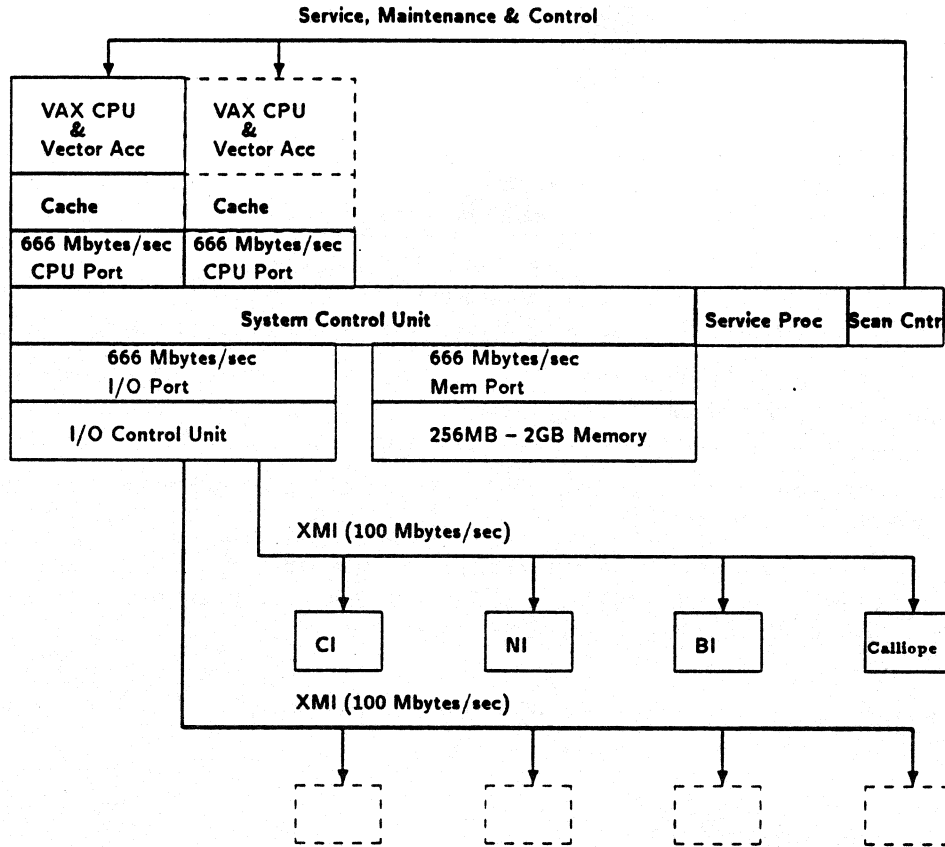 Service, Maintenance & Control
VAX CPU
&
Vector Acc
VAX CPU
&
Vector Acc
Cache
Cache
666 Mbytes/sec
CPU Port
666 Mbytes/sec
CPU Port
System Control Unit
Service Proc
Scan Cntr
666 Mbytes/sec
I/O Port
666 Mbytes/sec
Mem Port
I/O Control Unit
256MB – 2GB Memory
XMI (100 Mbytes/sec)
CI
NI
BI
Calliope
XMI (100 Mbytes/sec)